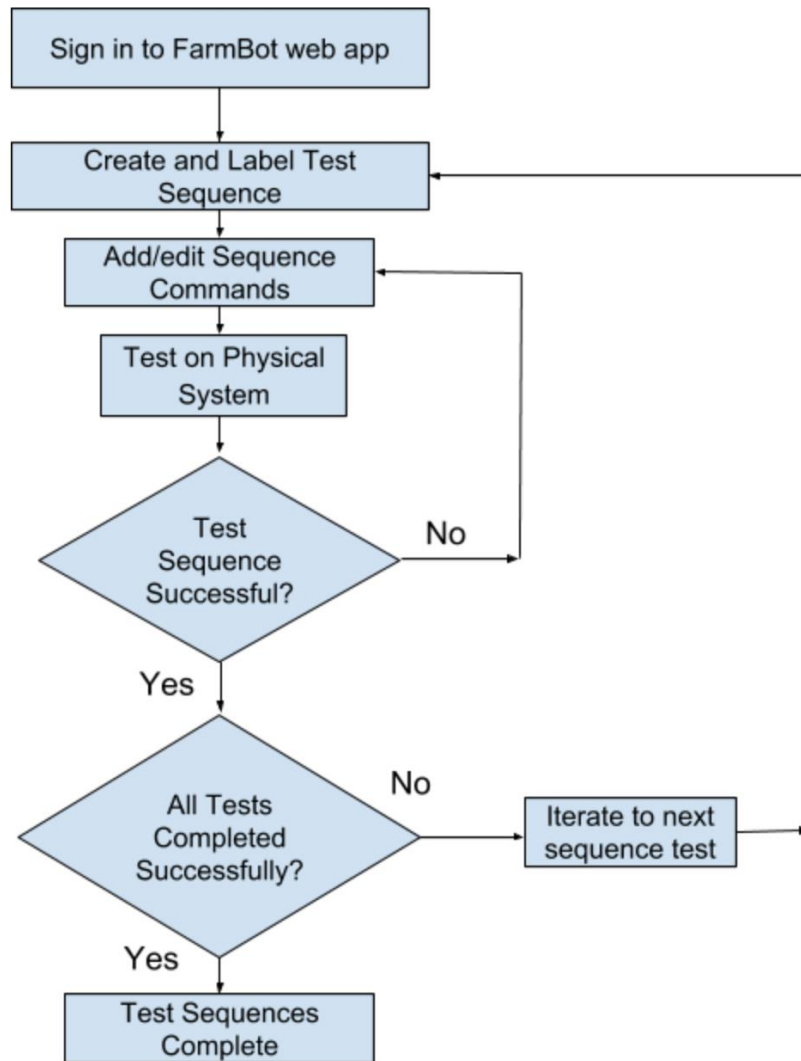 Sign in to FarmBot web app
Create and Label Test
Sequence
Add/edit Sequence
Commands
Test on Physical
System
Test
Sequence
Successful?
No
Yes
All Tests
Completed
Successfully?
No
Iterate to next
sequence test
Yes
Test Sequences
Complete